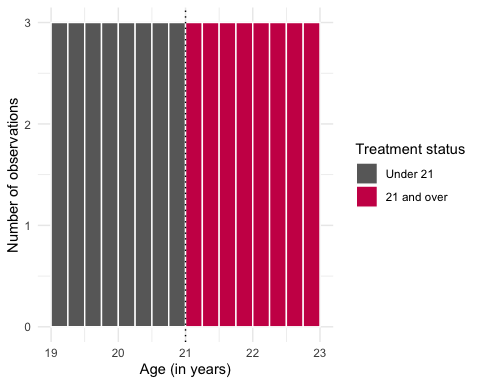 Number of observations
3
2
1
0
19 20 21 22 23
Age (in years)
Treatment status
Under 21
21 and over